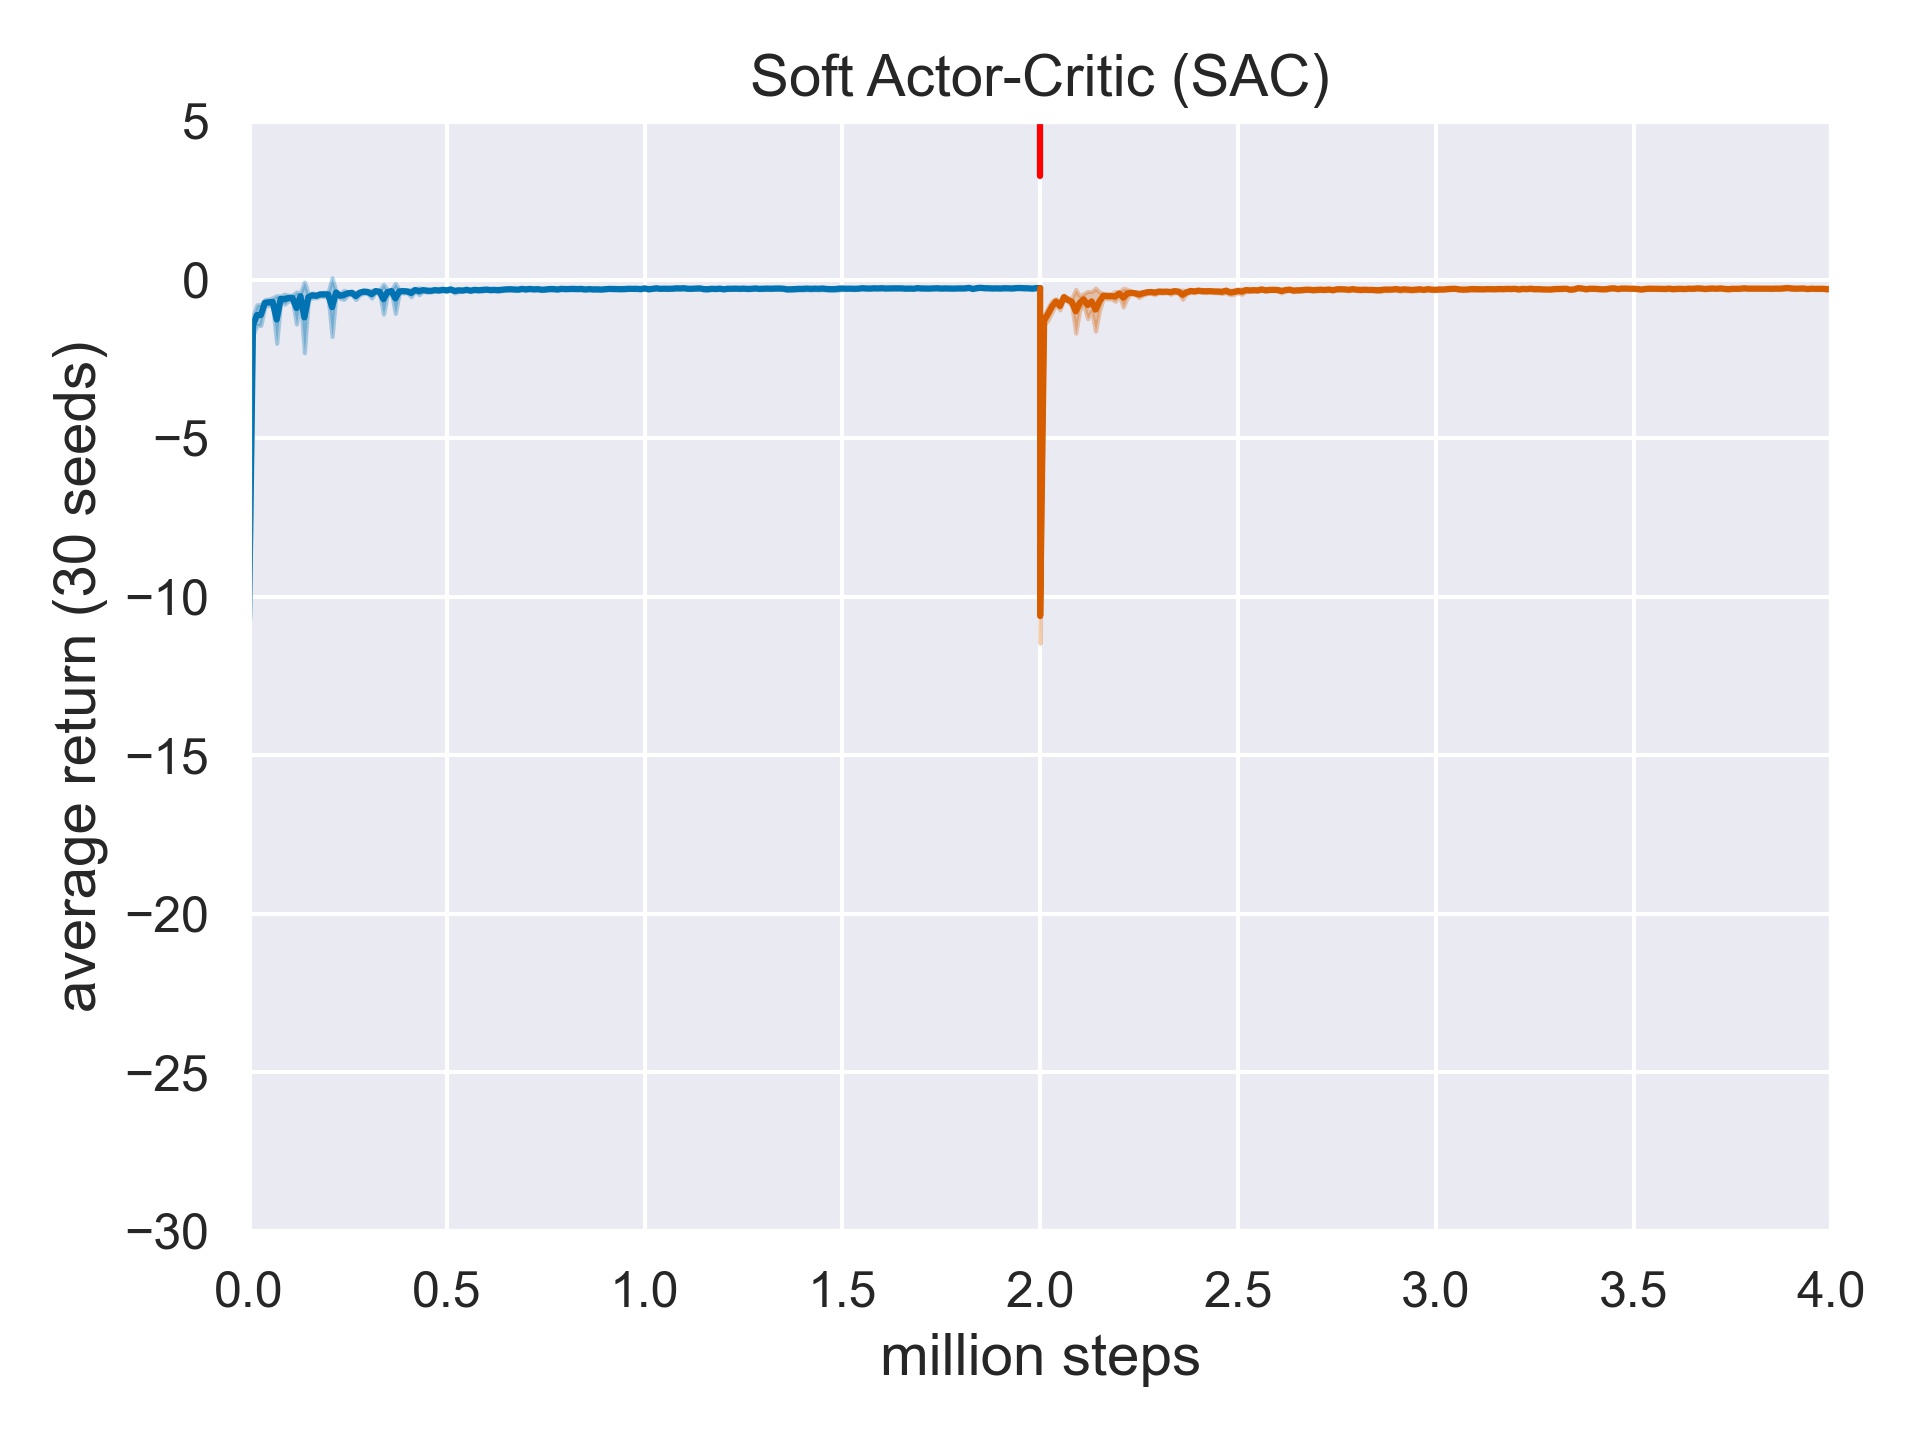 Soft Actor-Critic (SAC)
5
0
−5
−10
−15
−20
−25
−30
average return (30 seeds)
0.0 0.5 1.0 1.5 2.0 2.5 3.0 3.5 4.0
million steps